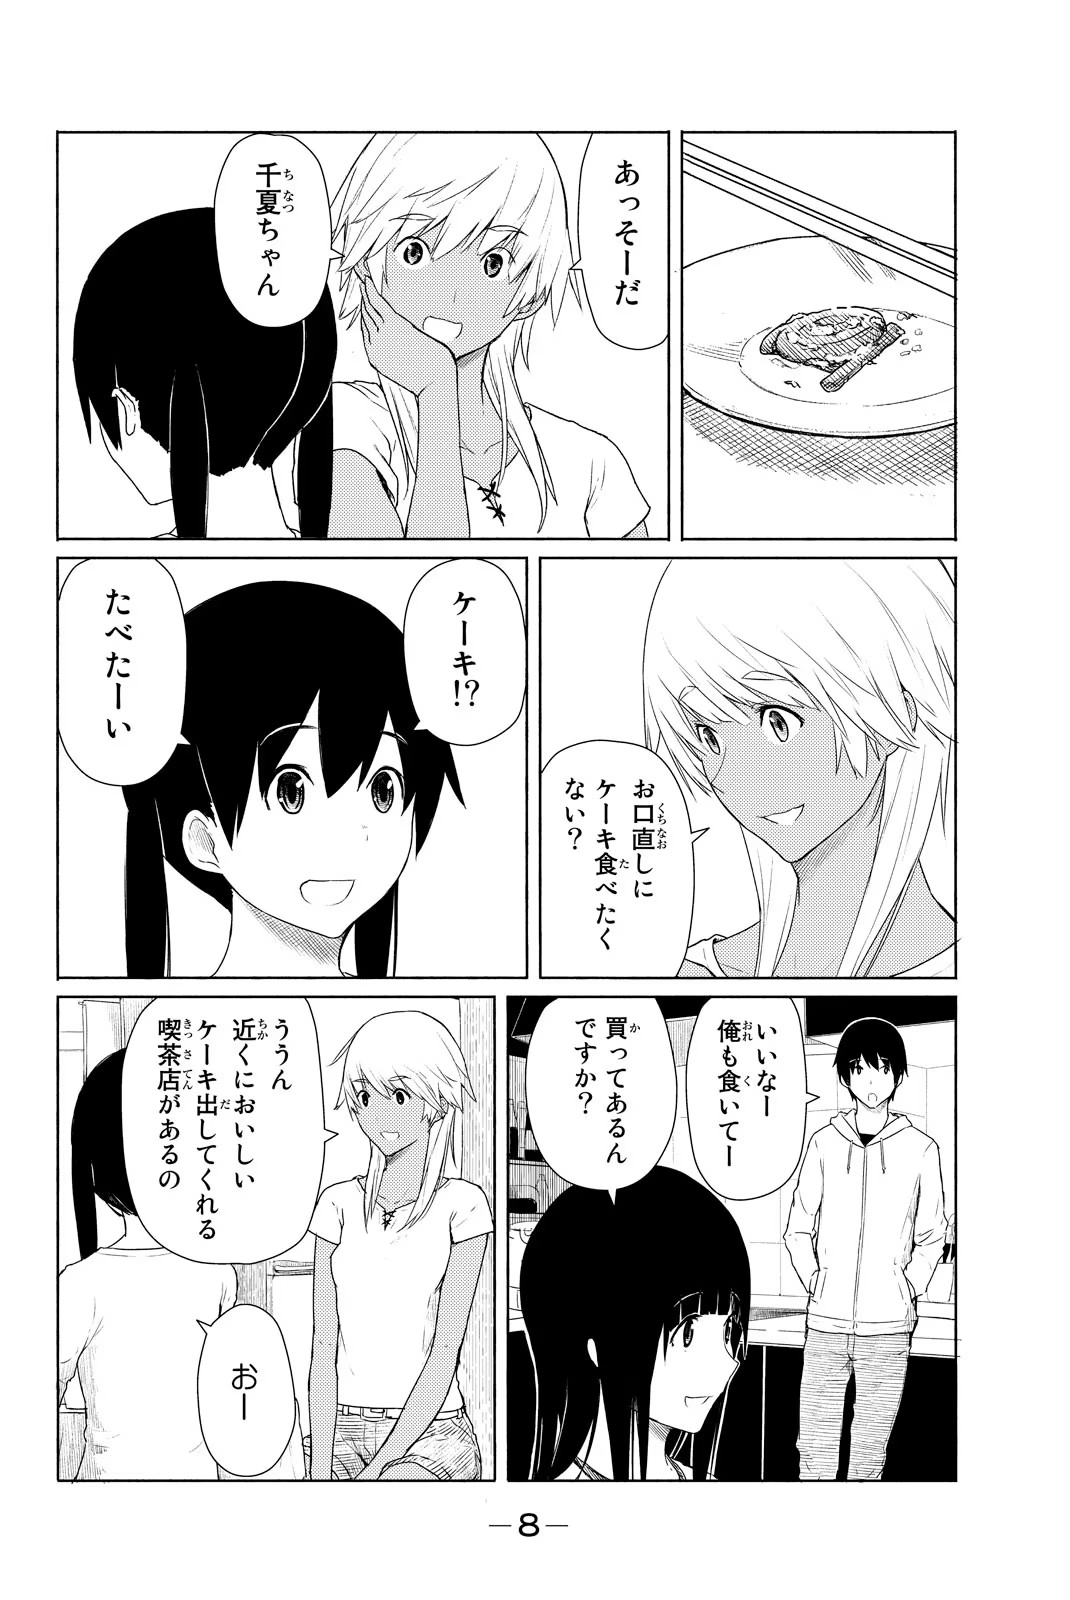 あっそーだ
千夏ちゃん
お口直しに
ケーキ食べたく
ない?
ケーキ!?
たべたーい
いいなー
俺も食いてー
買ってあるん
ですか?
ううん
近くにおいしい
ケーキ出してくれる
喫茶店があるの
おー
—8—